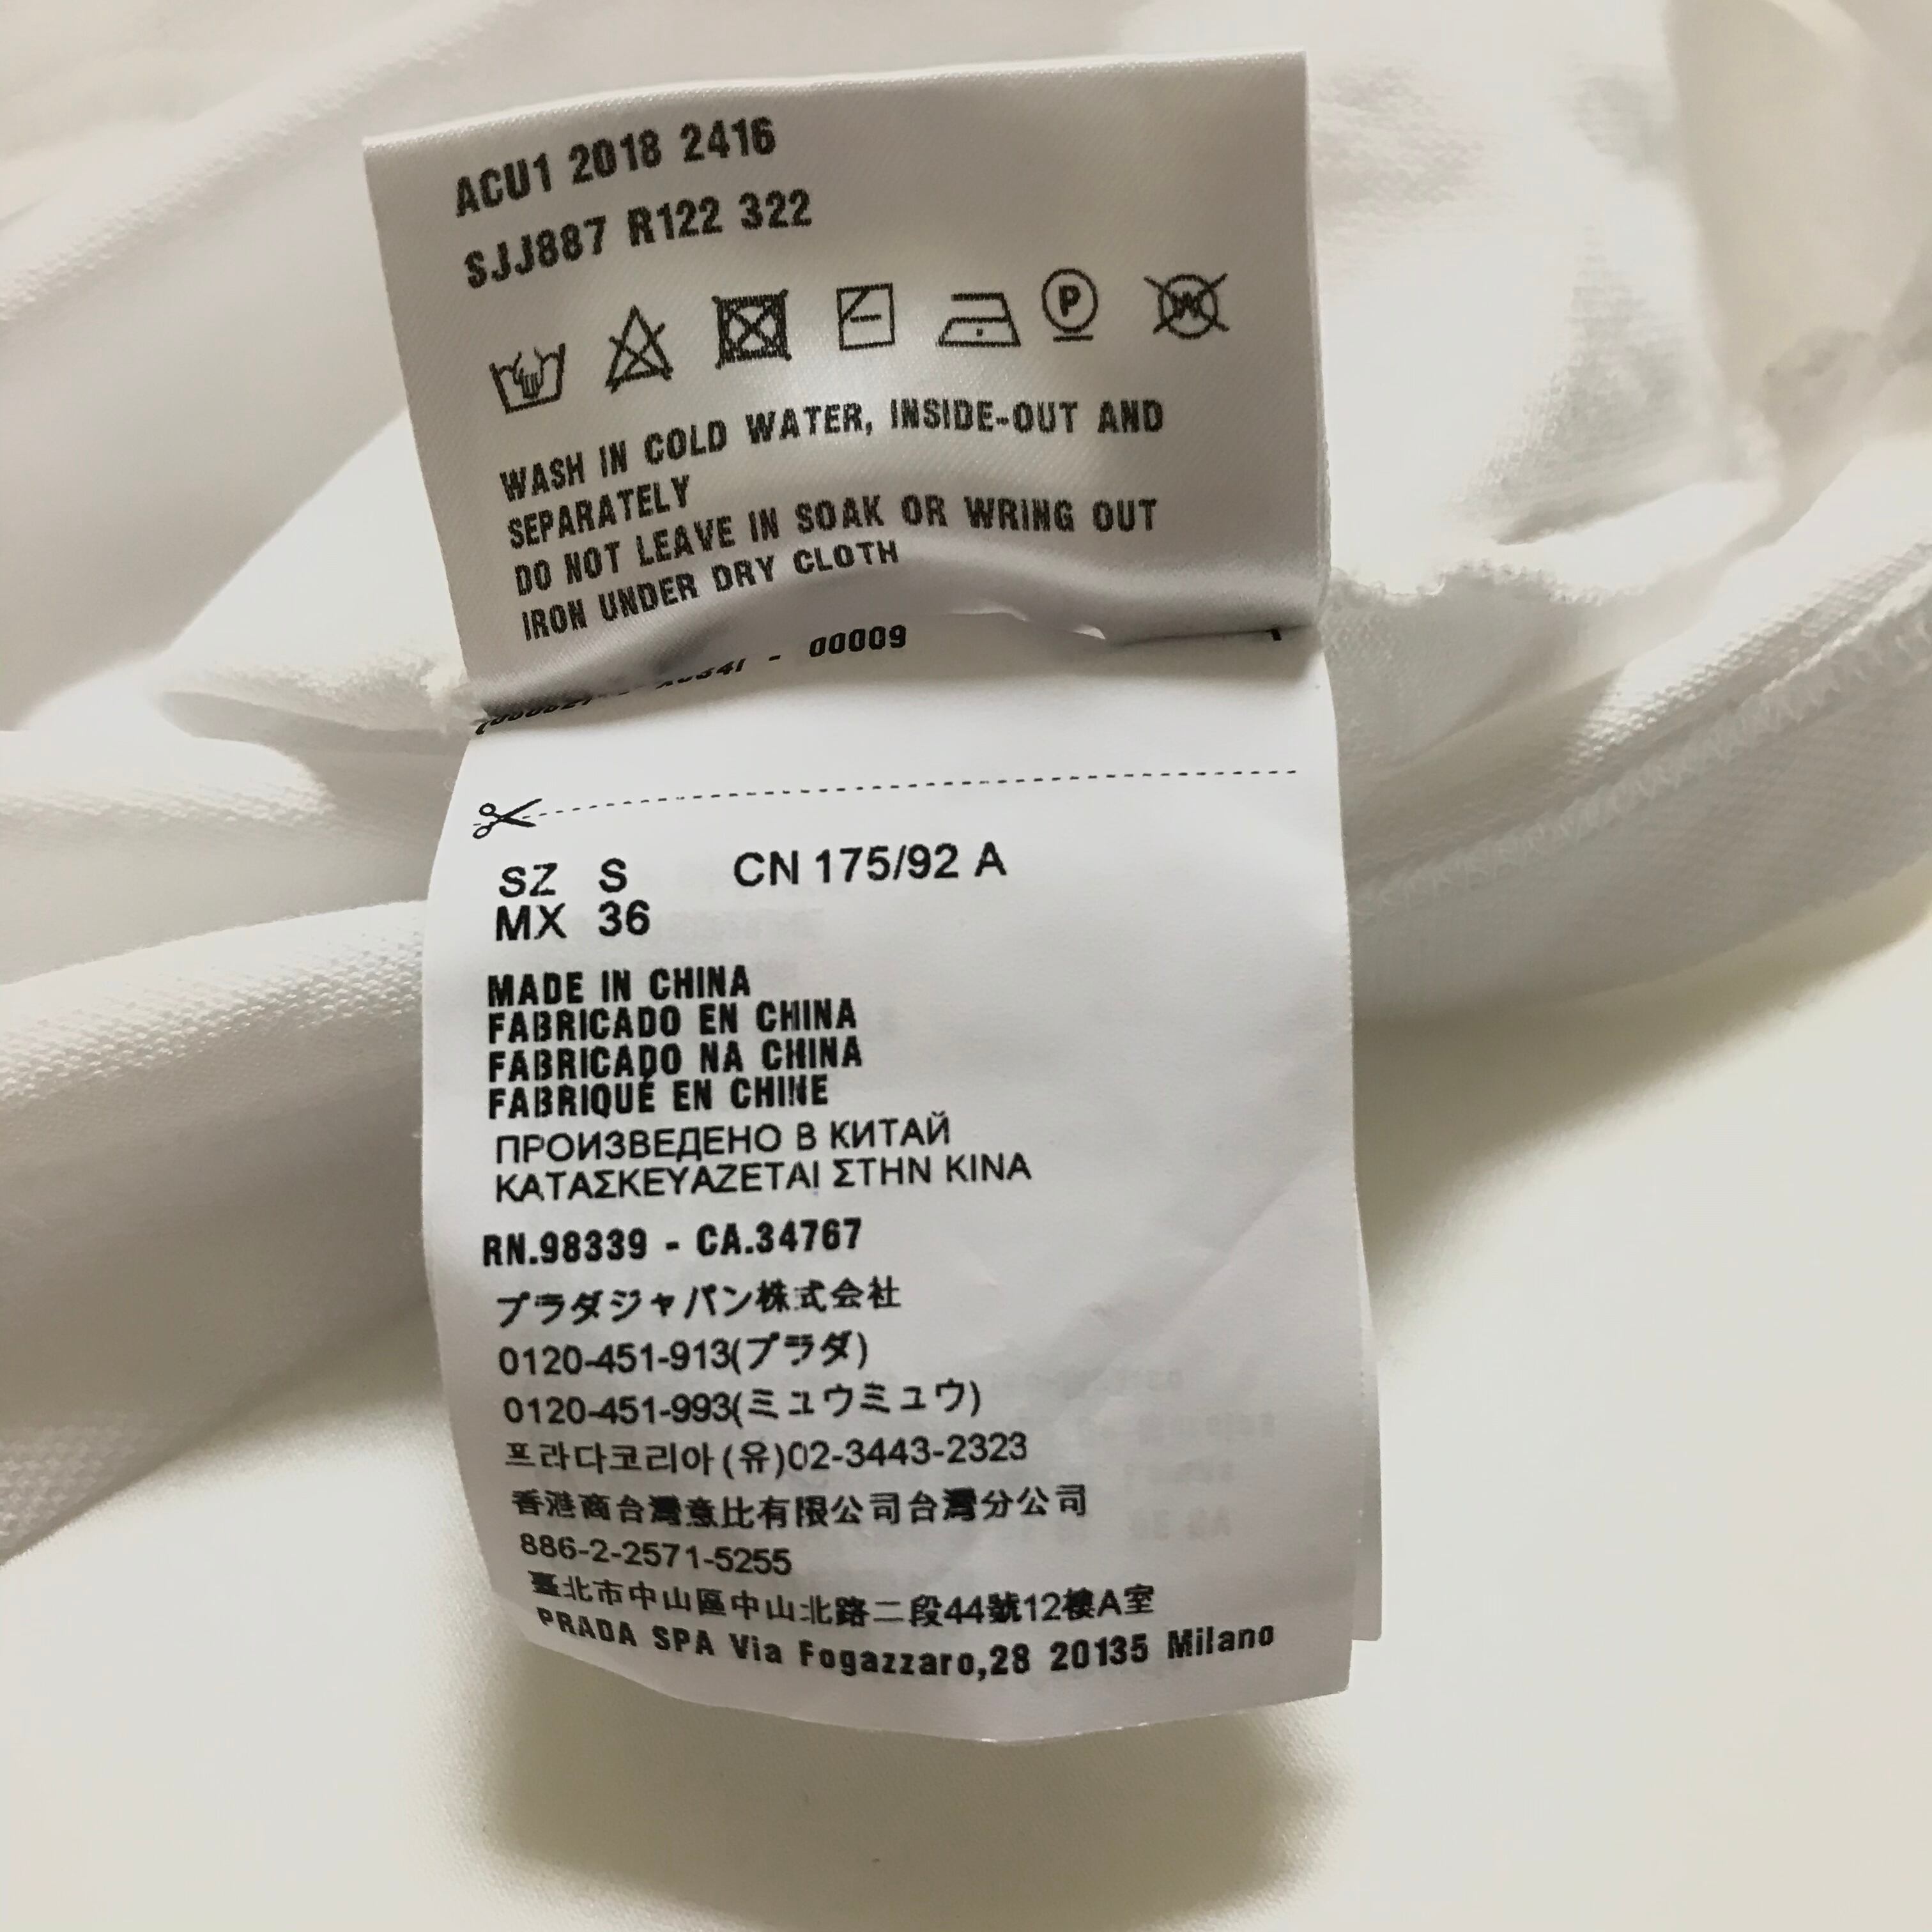 ACU1 2018 2416
SJJ887 R122 322
P W
WASH IN COLD WATER, INSIDE-OUT AND
SEPARATELY
DO NOT LEAVE IN SOAK OR WRING OUT
IRON UNDER DRY CLOTH
- 00009
SZ S CN 175/92 A
MX 36
MADE IN CHINA
FABRICADO EN CHINA
FABRICADO NA CHINA
FABRIQUÉ EN CHINE
ПРОИЗВЕДЕНО В КИТАЙ
ΚΑΤΑΣΚΕΥΑΖΕΤΑΙ ΣΤΗΝ ΚΙΝΑ
RN.98339 - CA.34767
プラダジャパン株式会社
0120-451-913(プラダ)
0120-451-993(ミュウミュウ)
프라다코리아(유)02-3443-2323
香港商台灣意比有限公司台灣分公司
886-2-2571-5255
臺北市中山區中山北路二段44號12樓A室
PRADA SPA Via Fogazzaro,28 20135 Milano